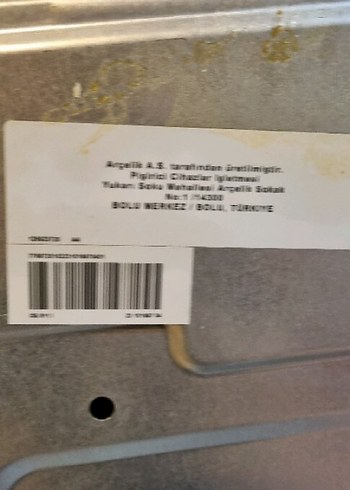 Arçelik A.Ş. tarafından üretilmiştir.
Pişirici Cihazlar İşletmesi
Yukarı Soku Mahallesi Arçelik Sokak
No:1 /14300
BOLU MERKEZ / BOLU, TÜRKİYE